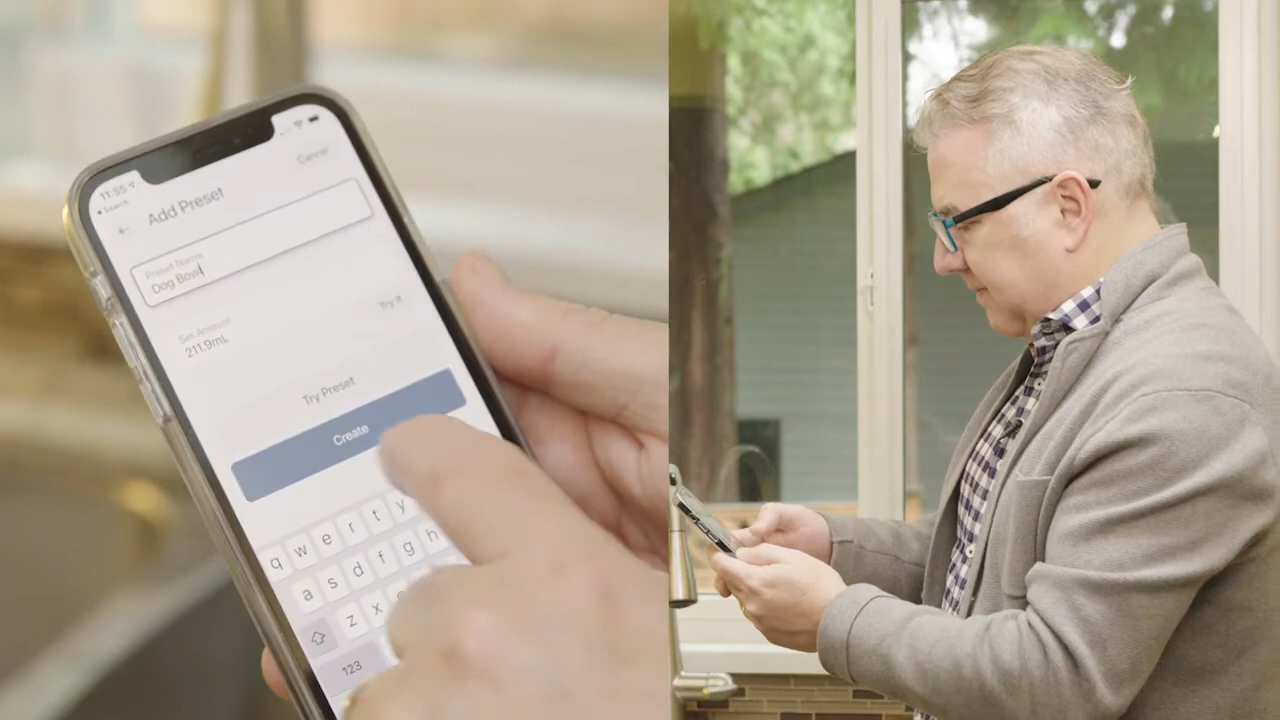 11:55
Search
Cancel
Add Preset
Preset Name
Dog Bowl
Try it
Set Amount
211.9mL
Try Preset
Create
q w e r t y
a s d f g h
z x
123